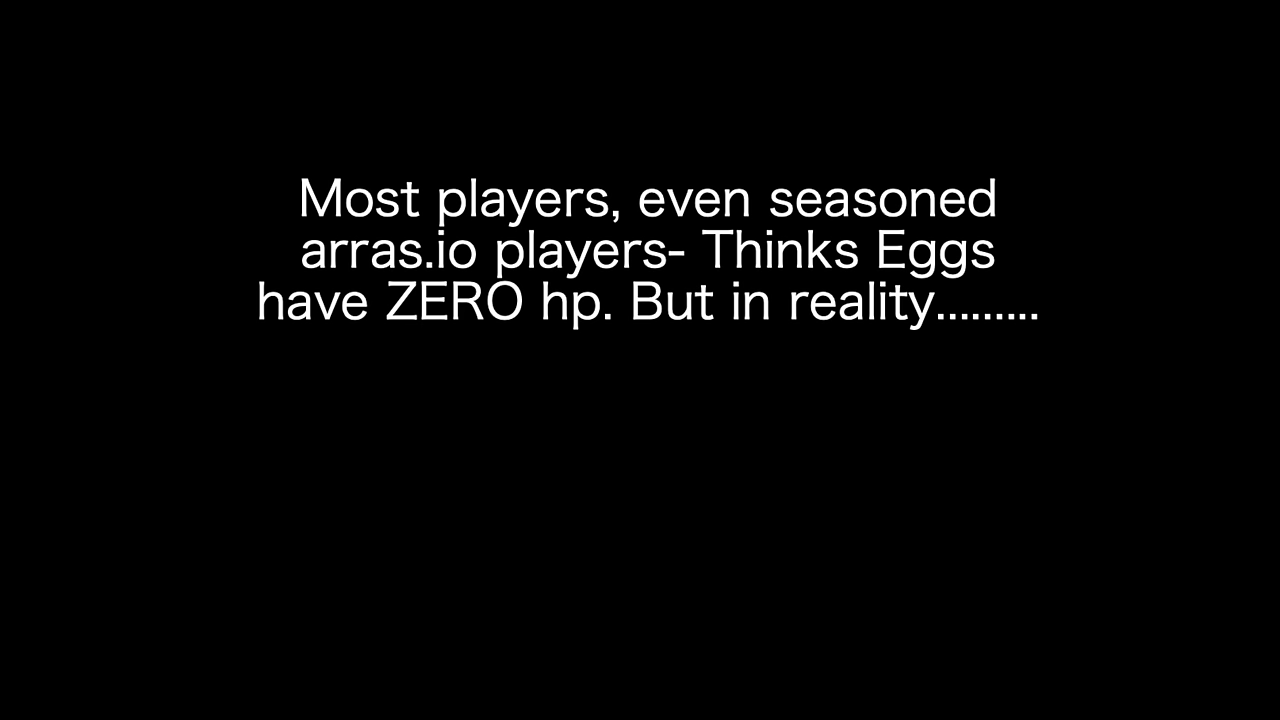 Most players, even seasoned
arras.io players- Thinks Eggs
have ZERO hp. But in reality.........